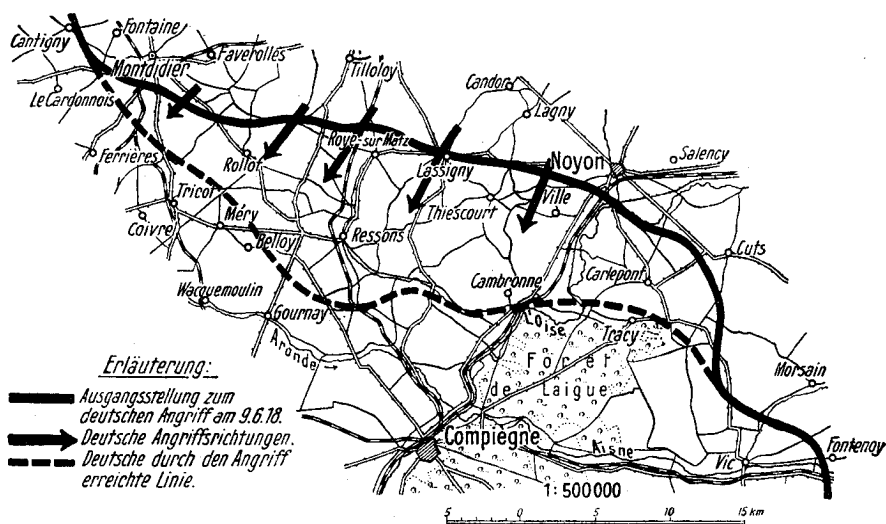 Cantigny
Fontaine
Faverolles
Montdidier
Le Cardonnois
Tilloloy
Candor
Lagny
Ferrières
Rollot
Roye-sur-Matz
Lassigny
Noyon
Salency
Tricot
Coivre
Méry
Belloy
Ressons
Thiescourt
Ville
Cuts
Wacquemoulin
Gournay
Cambronne
Carlepont
Loise
Tracy
Aronde
Forêt
de Laigue
Morsain
Compiègne
Aisne
Vic
Fontenoy
Erläuterung:
Ausgangsstellung zum
deutschen Angriff am 9.6.18.
Deutsche Angriffsrichtungen.
Deutsche durch den Angriff
erreichte Linie.
1:500000
5 0 5 10 15 km